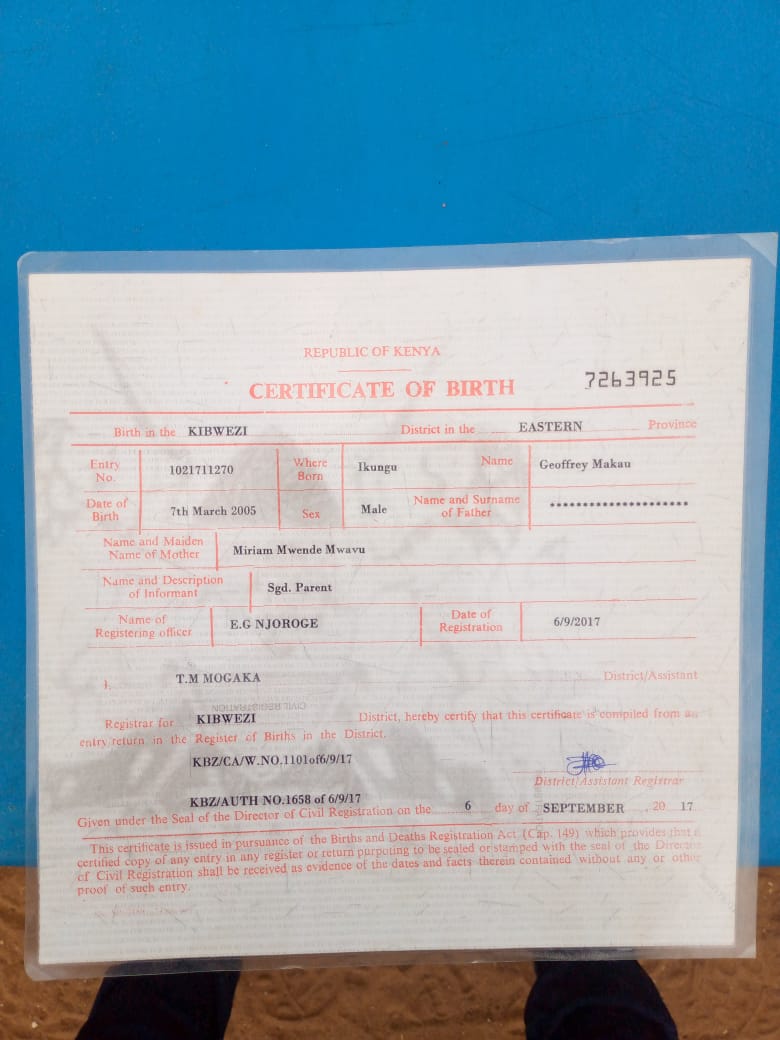 REPUBLIC OF KENYA
CERTIFICATE OF BIRTH
7263925
Birth in the KIBWEZI District in the EASTERN Province
Entry No. 1021711270 Where Born Ikungu Name Geoffrey Makau
Date of Birth 7th March 2005 Sex Male Name and Surname of Father **********************
Name and Maiden Name of Mother Miriam Mwende Mwavu
Name and Description of Informant Sgd. Parent
Name of Registering officer E.G NJOROGE Date of Registration 6/9/2017
I, T.M MOGAKA District/Assistant
CIVIL REGISTRATION
Registrar for KIBWEZI District, hereby certify that this certificate is compiled from an
entry/return in the Register of Births in the District.
KBZ/CA/W.NO.1101of6/9/17
District/Assistant Registrar
KBZ/AUTH NO.1658 of 6/9/17
Given under the Seal of the Director of Civil Registration on the 6 day of SEPTEMBER , 20 17
This certificate is issued in pursuance of the Births and Deaths Registration Act (Cap. 149) which provides that a
certified copy of any entry in any register or return purpoting to be sealed or stamped with the seal of the Director
of Civil Registration shall be received as evidence of the dates and facts therein contained without any or other
proof of such entry.